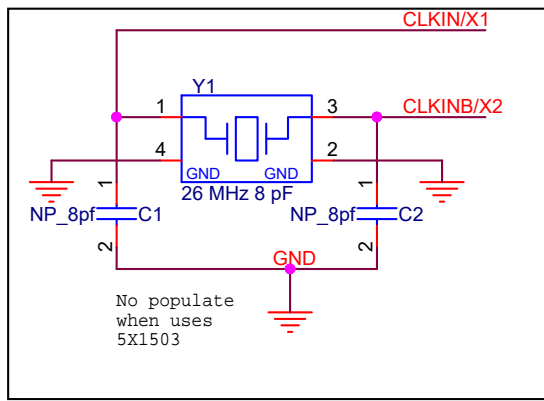 CLKIN/X1
Y1
1
3
CLKINB/X2
4
GND
GND
2
26 MHz 8 pF
1
1
NP_8pf
C1
NP_8pf
C2
2
2
GND
No populate
when uses
5X1503